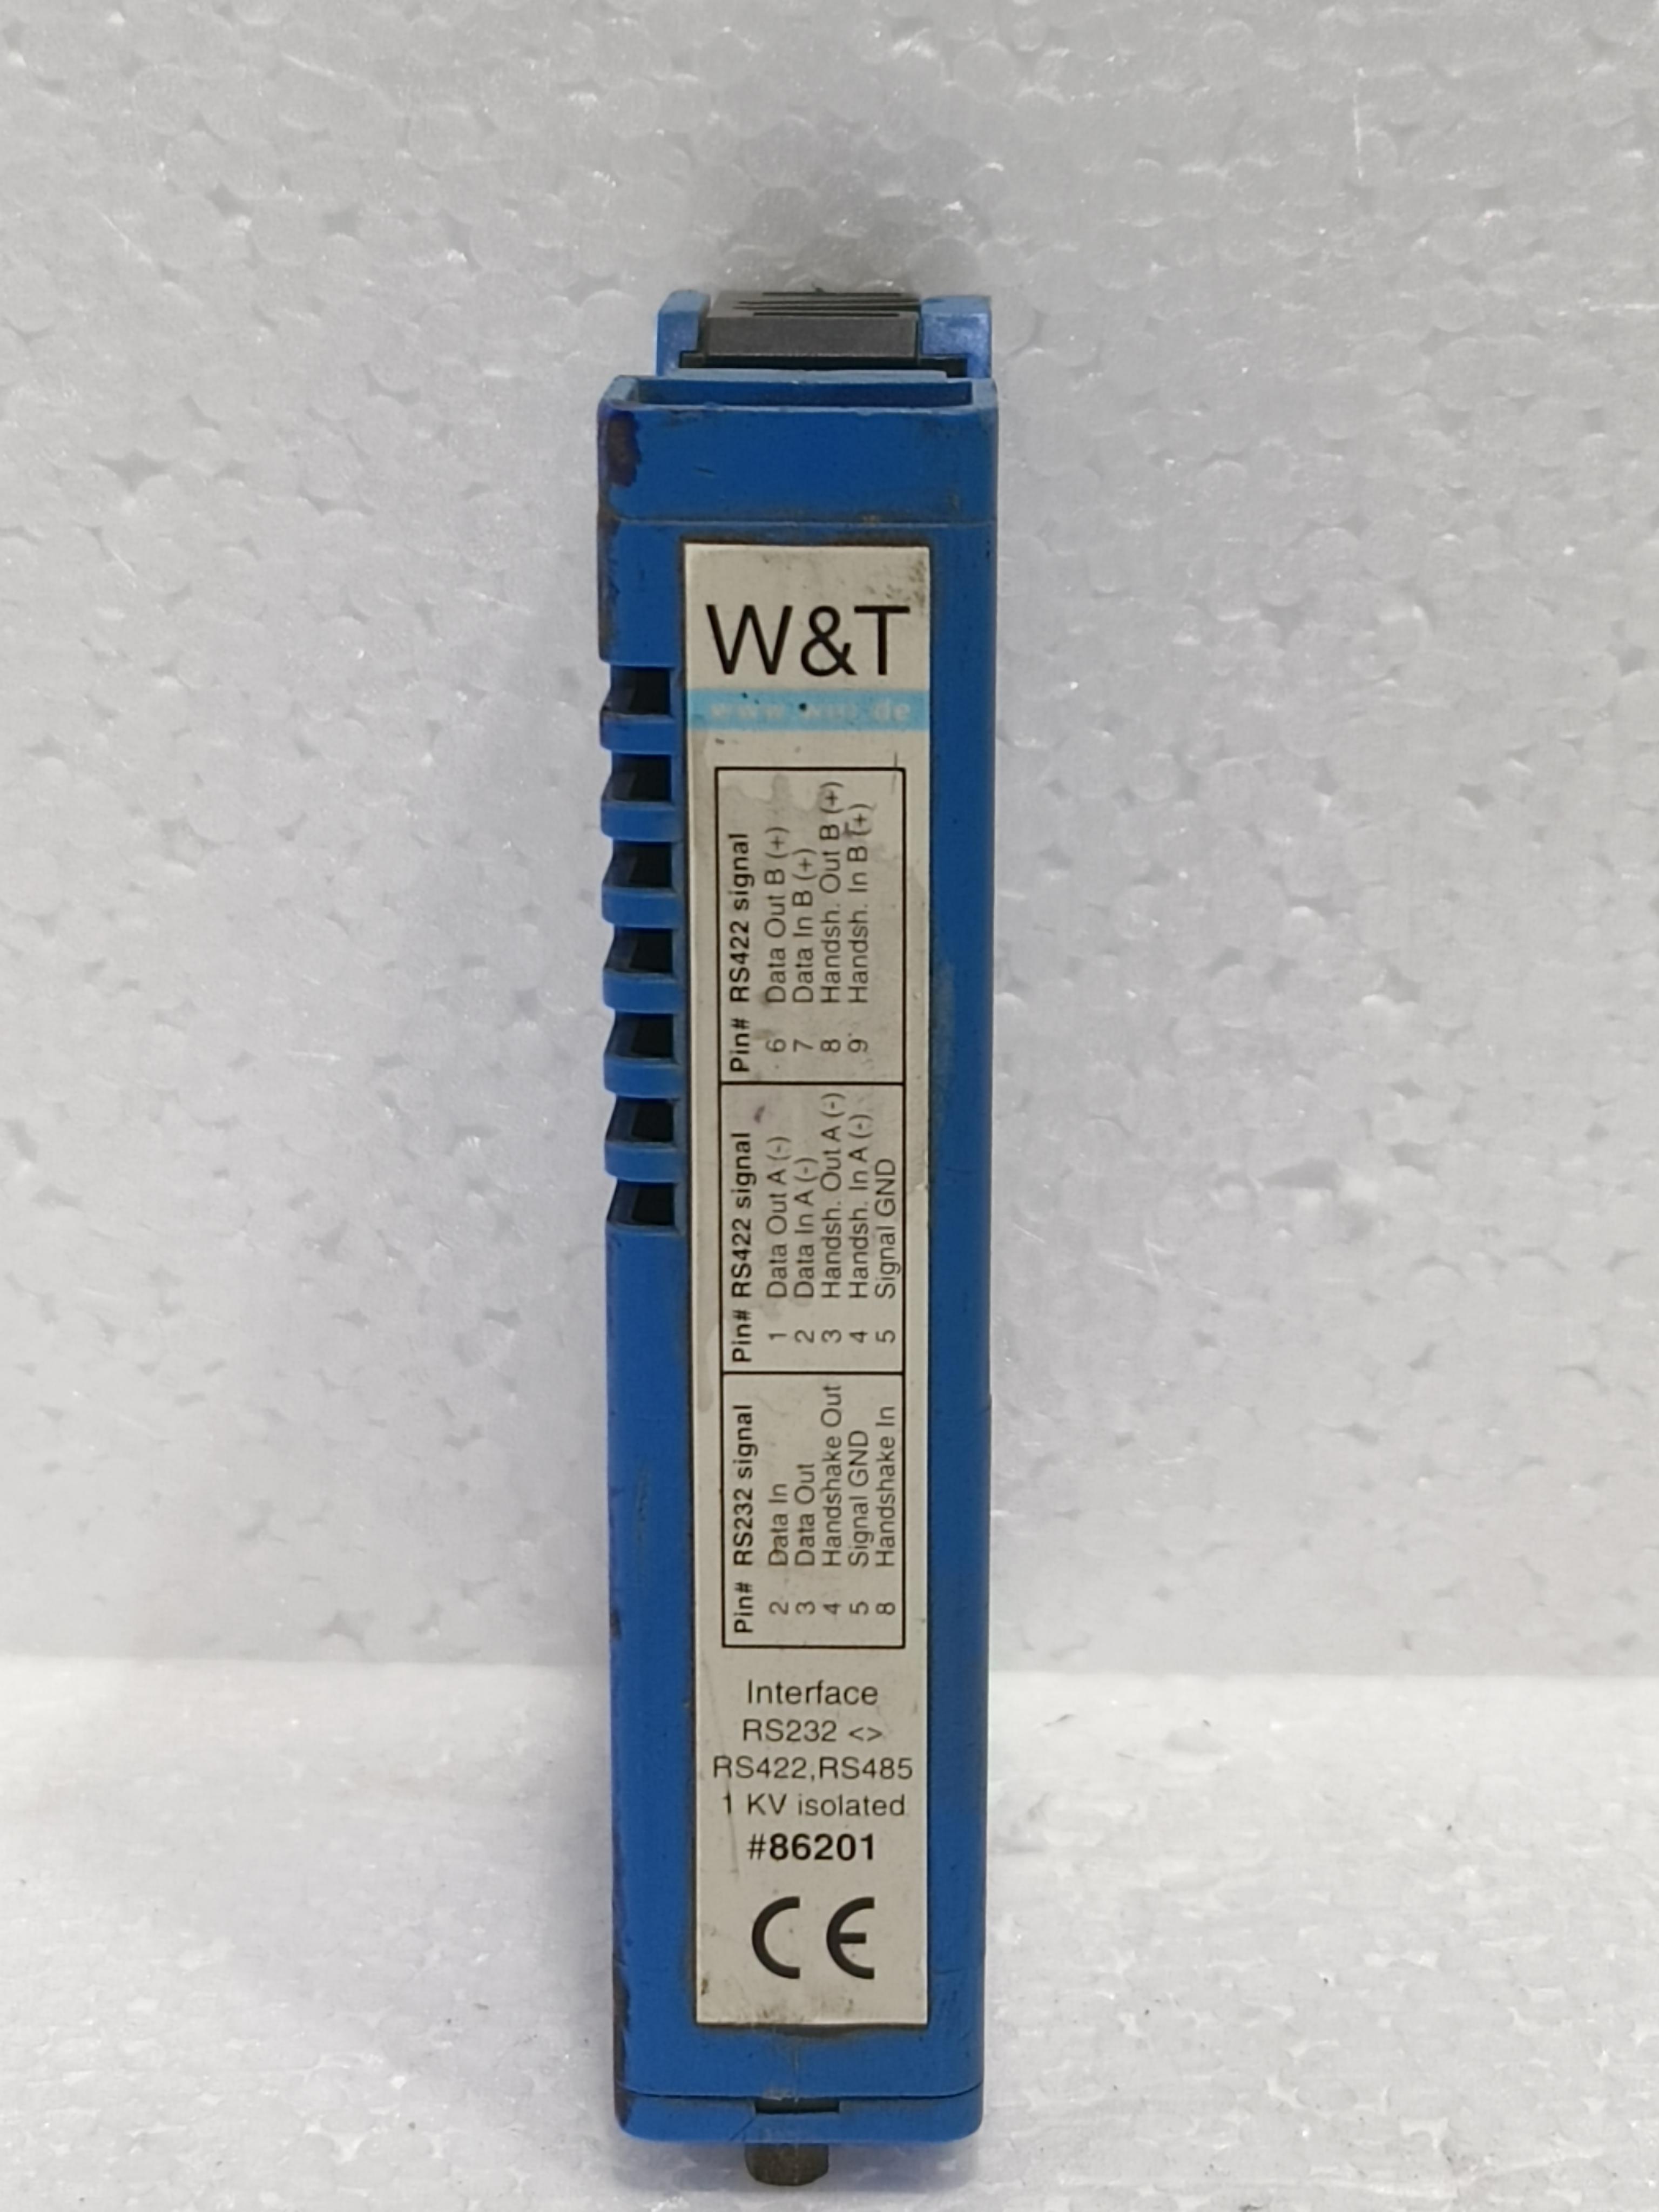 W&T
www.wut.de
Pin# RS232 signal
2 Data In
3 Data Out
4 Handshake Out
5 Signal GND
8 Handshake In
Pin# RS422 signal
1 Data Out A (-)
2 Data In A (-)
3 Handsh. Out A (-)
4 Handsh. In A (-)
5 Signal GND
Pin# RS422 signal
6 Data Out B (+)
7 Data In B (+)
8 Handsh. Out B (+)
9 Handsh. In B (+)
Interface
RS232 <>
RS422,RS485
1 KV isolated
#86201
CE